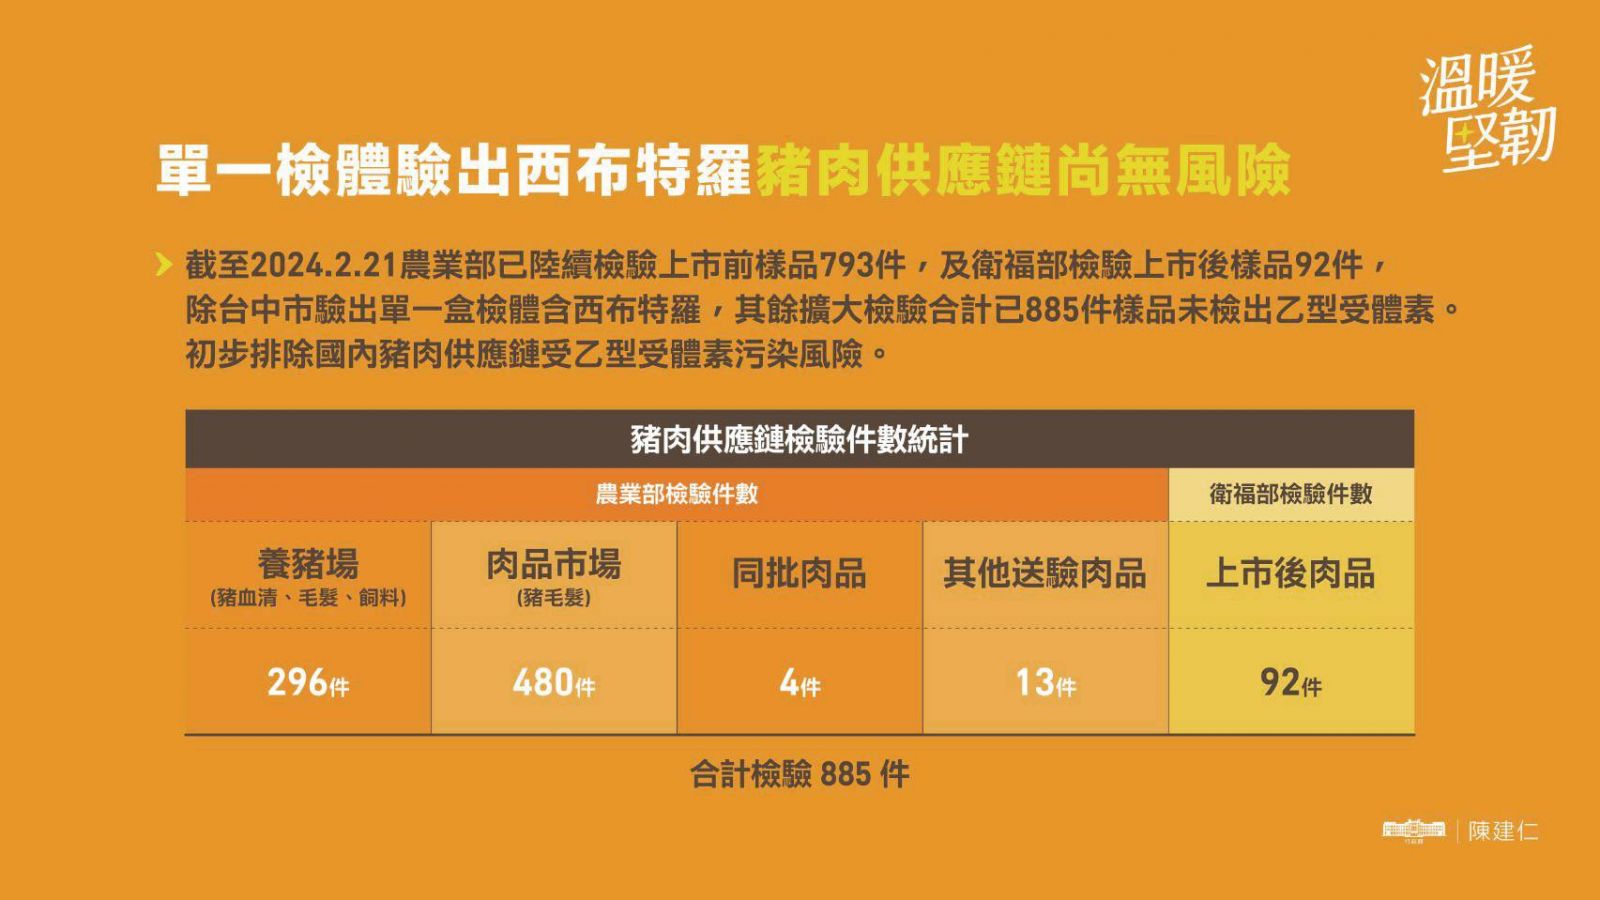 溫暖
堅韌
單一檢體驗出西布特羅豬肉供應鏈尚無風險
截至2024.2.21農業部已陸續檢驗上市前樣品793件，及衛福部檢驗上市後樣品92件，
除台中市驗出單一盒檢體含西布特羅，其餘擴大檢驗合計已885件樣品未檢出乙型受體素。
初步排除國內豬肉供應鏈受乙型受體素污染風險。
豬肉供應鏈檢驗件數統計
農業部檢驗件數 衛福部檢驗件數
養豬場 肉品市場 同批肉品 其他送驗肉品 上市後肉品
(豬血清、毛髮、飼料) (豬毛髮)
296件 480件 4件 13件 92件
合計檢驗 885 件
行政院 陳建仁